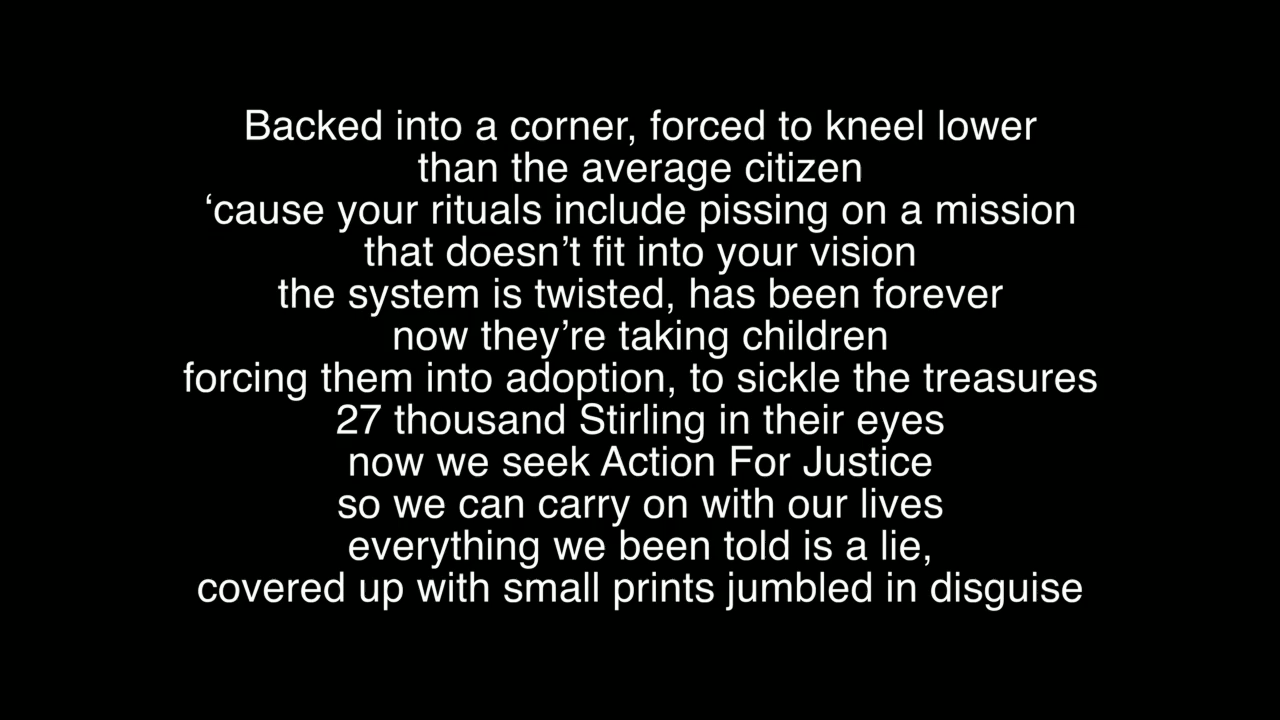 Backed into a corner, forced to kneel lower
than the average citizen
‘cause your rituals include pissing on a mission
that doesn’t fit into your vision
the system is twisted, has been forever
now they’re taking children
forcing them into adoption, to sickle the treasures
27 thousand Stirling in their eyes
now we seek Action For Justice
so we can carry on with our lives
everything we been told is a lie,
covered up with small prints jumbled in disguise